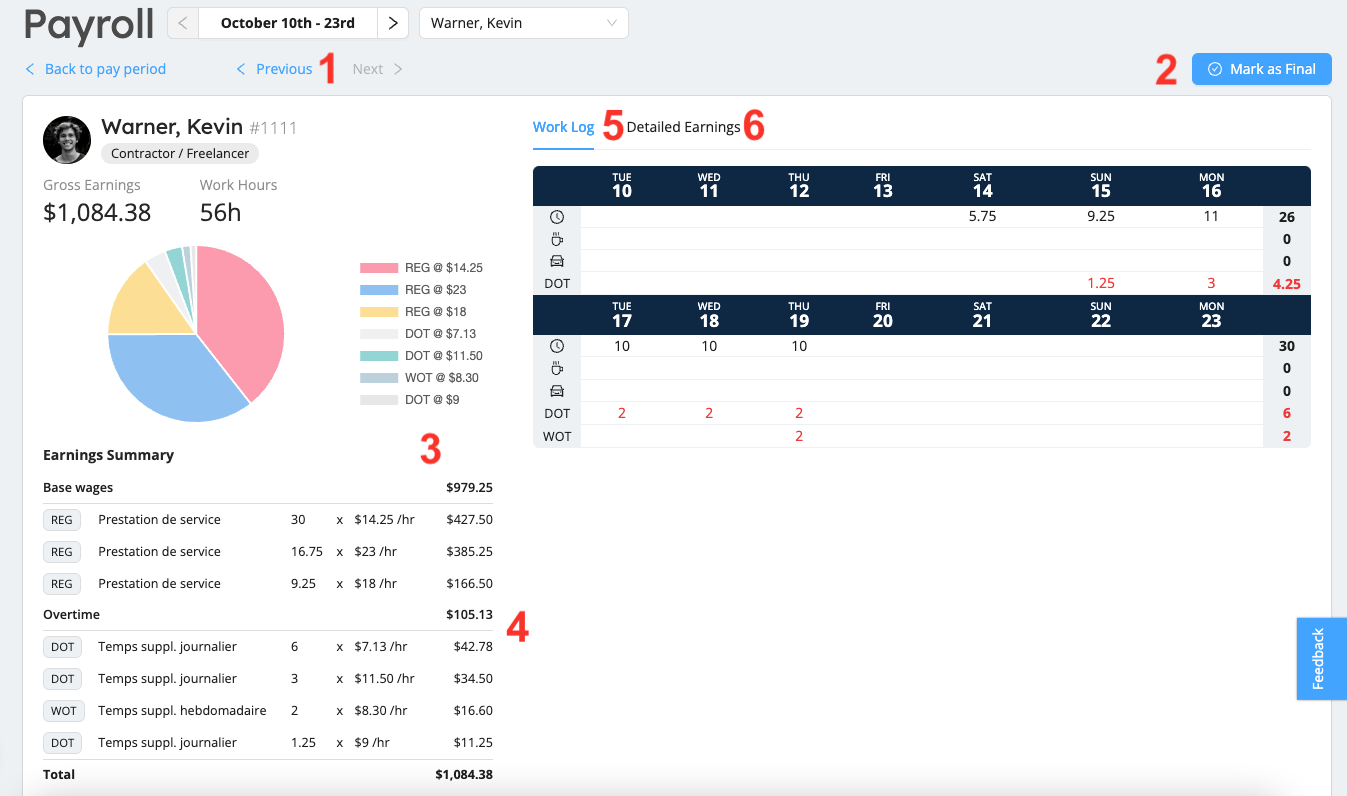 Payroll
October 10th - 23rd
Warner, Kevin
Back to pay period
Previous
1
Next
2
Mark as Final
Warner, Kevin #1111
Contractor / Freelancer
Gross Earnings Work Hours
$1,084.38 56h
REG @ $14.25
REG @ $23
REG @ $18
DOT @ $7.13
DOT @ $11.50
WOT @ $8.30
DOT @ $9
3
Earnings Summary
Base wages $979.25
REG Prestation de service 30 x $14.25 /hr $427.50
REG Prestation de service 16.75 x $23 /hr $385.25
REG Prestation de service 9.25 x $18 /hr $166.50
Overtime $105.13
4
DOT Temps suppl. journalier 6 x $7.13 /hr $42.78
DOT Temps suppl. journalier 3 x $11.50 /hr $34.50
WOT Temps suppl. hebdomadaire 2 x $8.30 /hr $16.60
DOT Temps suppl. journalier 1.25 x $9 /hr $11.25
Total $1,084.38
Work Log 5 Detailed Earnings 6
TUE WED THU FRI SAT SUN MON
10 11 12 13 14 15 16
5.75 9.25 11 26
0
0
DOT 1.25 3 4.25
TUE WED THU FRI SAT SUN MON
17 18 19 20 21 22 23
10 10 10 30
0
0
DOT 2 2 2 6
WOT 2 2
Feedback